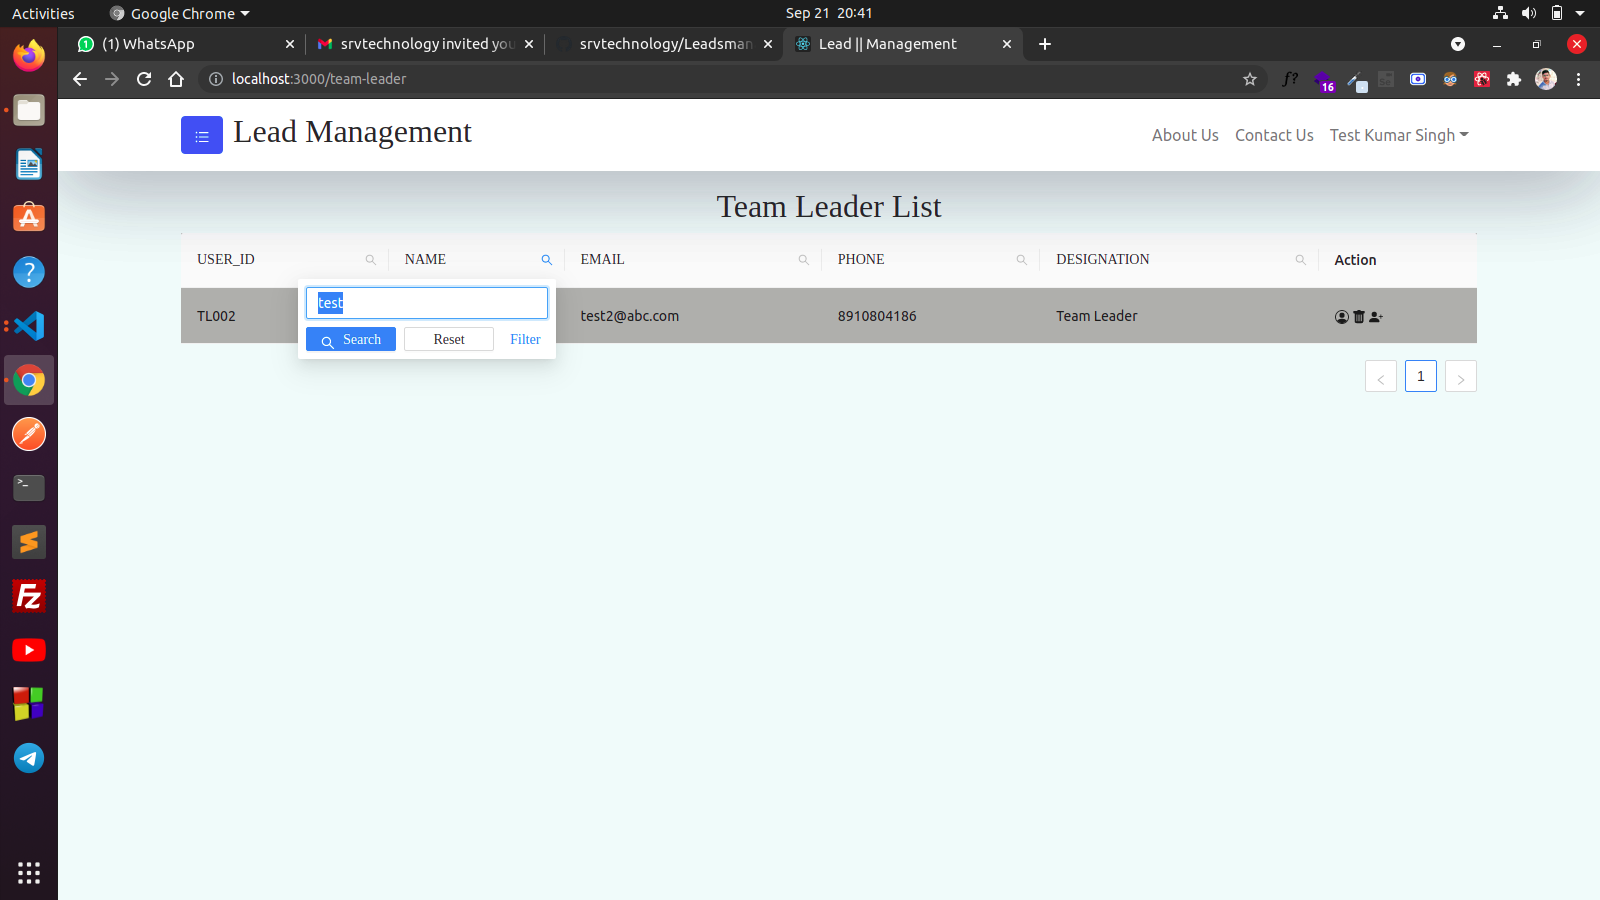 Activities
Google Chrome
Sep 21 20:41
(1) WhatsApp
srvtechnology invited you
srvtechnology/Leadsman
Lead || Management
localhost:3000/team-leader
f?
16
Lead Management
About Us
Contact Us
Test Kumar Singh
Team Leader List
USER_ID
NAME
EMAIL
PHONE
DESIGNATION
Action
test
Search
Reset
Filter
TL002
test2@abc.com
8910804186
Team Leader
1